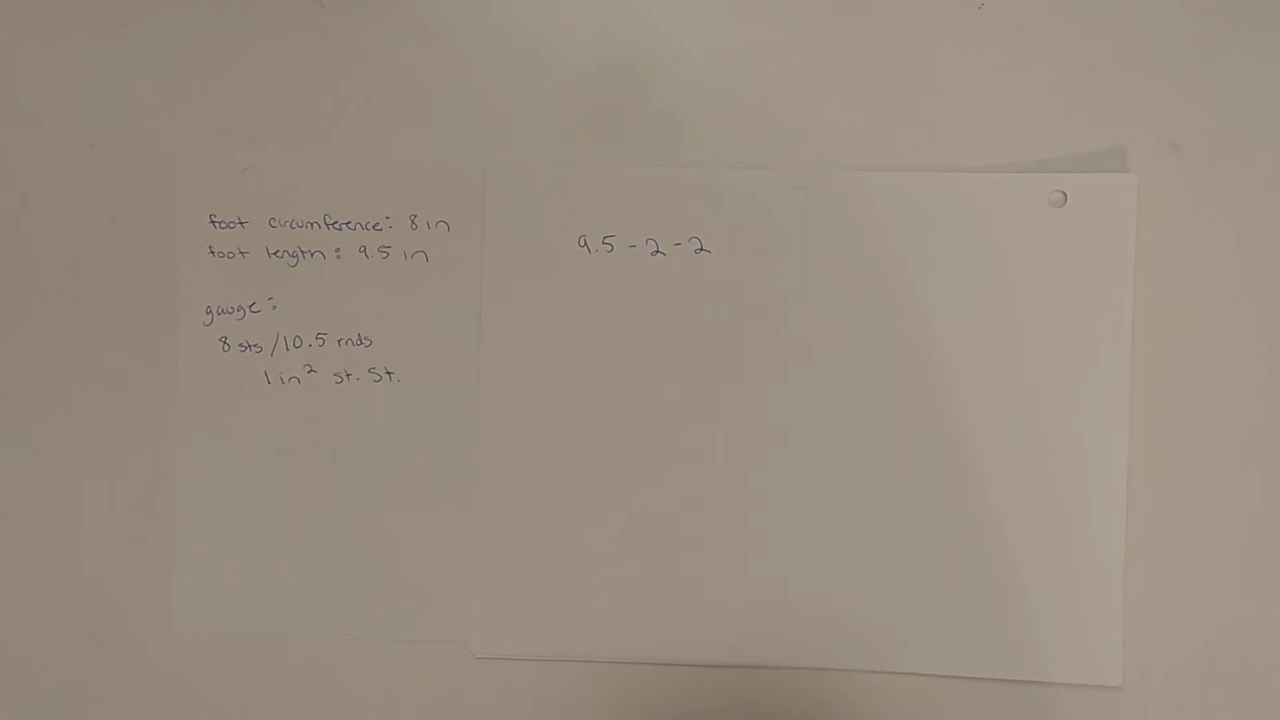 foot circumference: 8 in
foot length: 9.5 in
gauge:
8 sts/10.5 rnds
1 in² st. st.
9.5 - 2 - 2